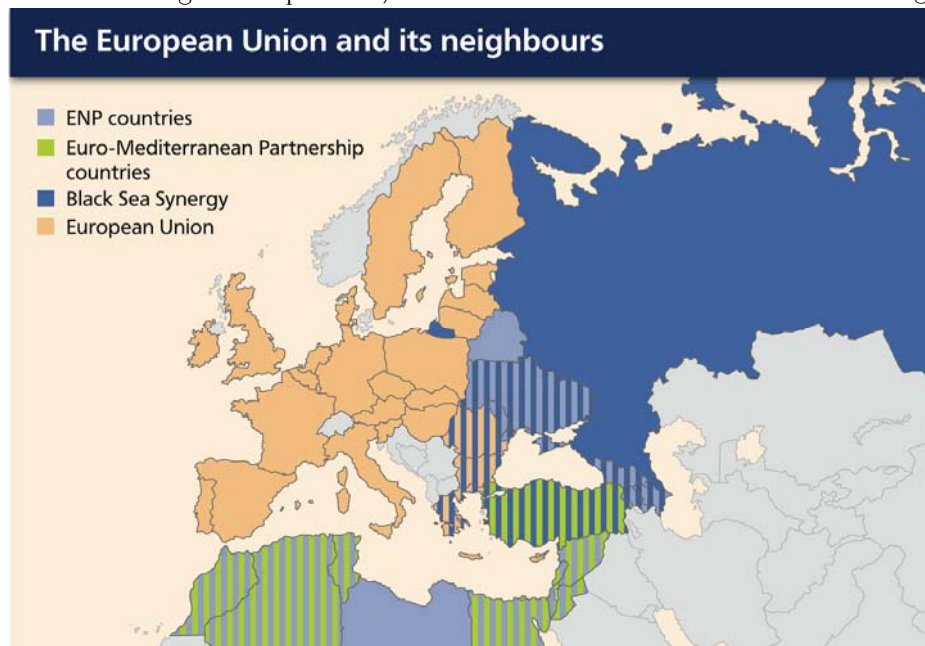 The European Union and its neighbours
ENP countries
Euro-Mediterranean Partnership
countries
Black Sea Synergy
European Union